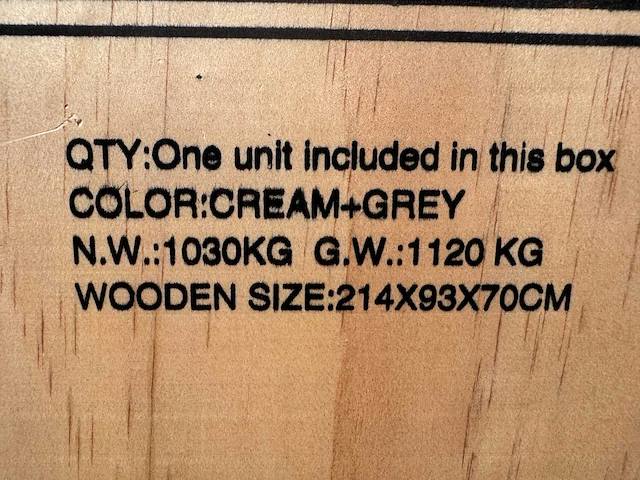 QTY:One unit included in this box
COLOR:CREAM+GREY
N.W.:1030KG G.W.:1120 KG
WOODEN SIZE:214X93X70CM